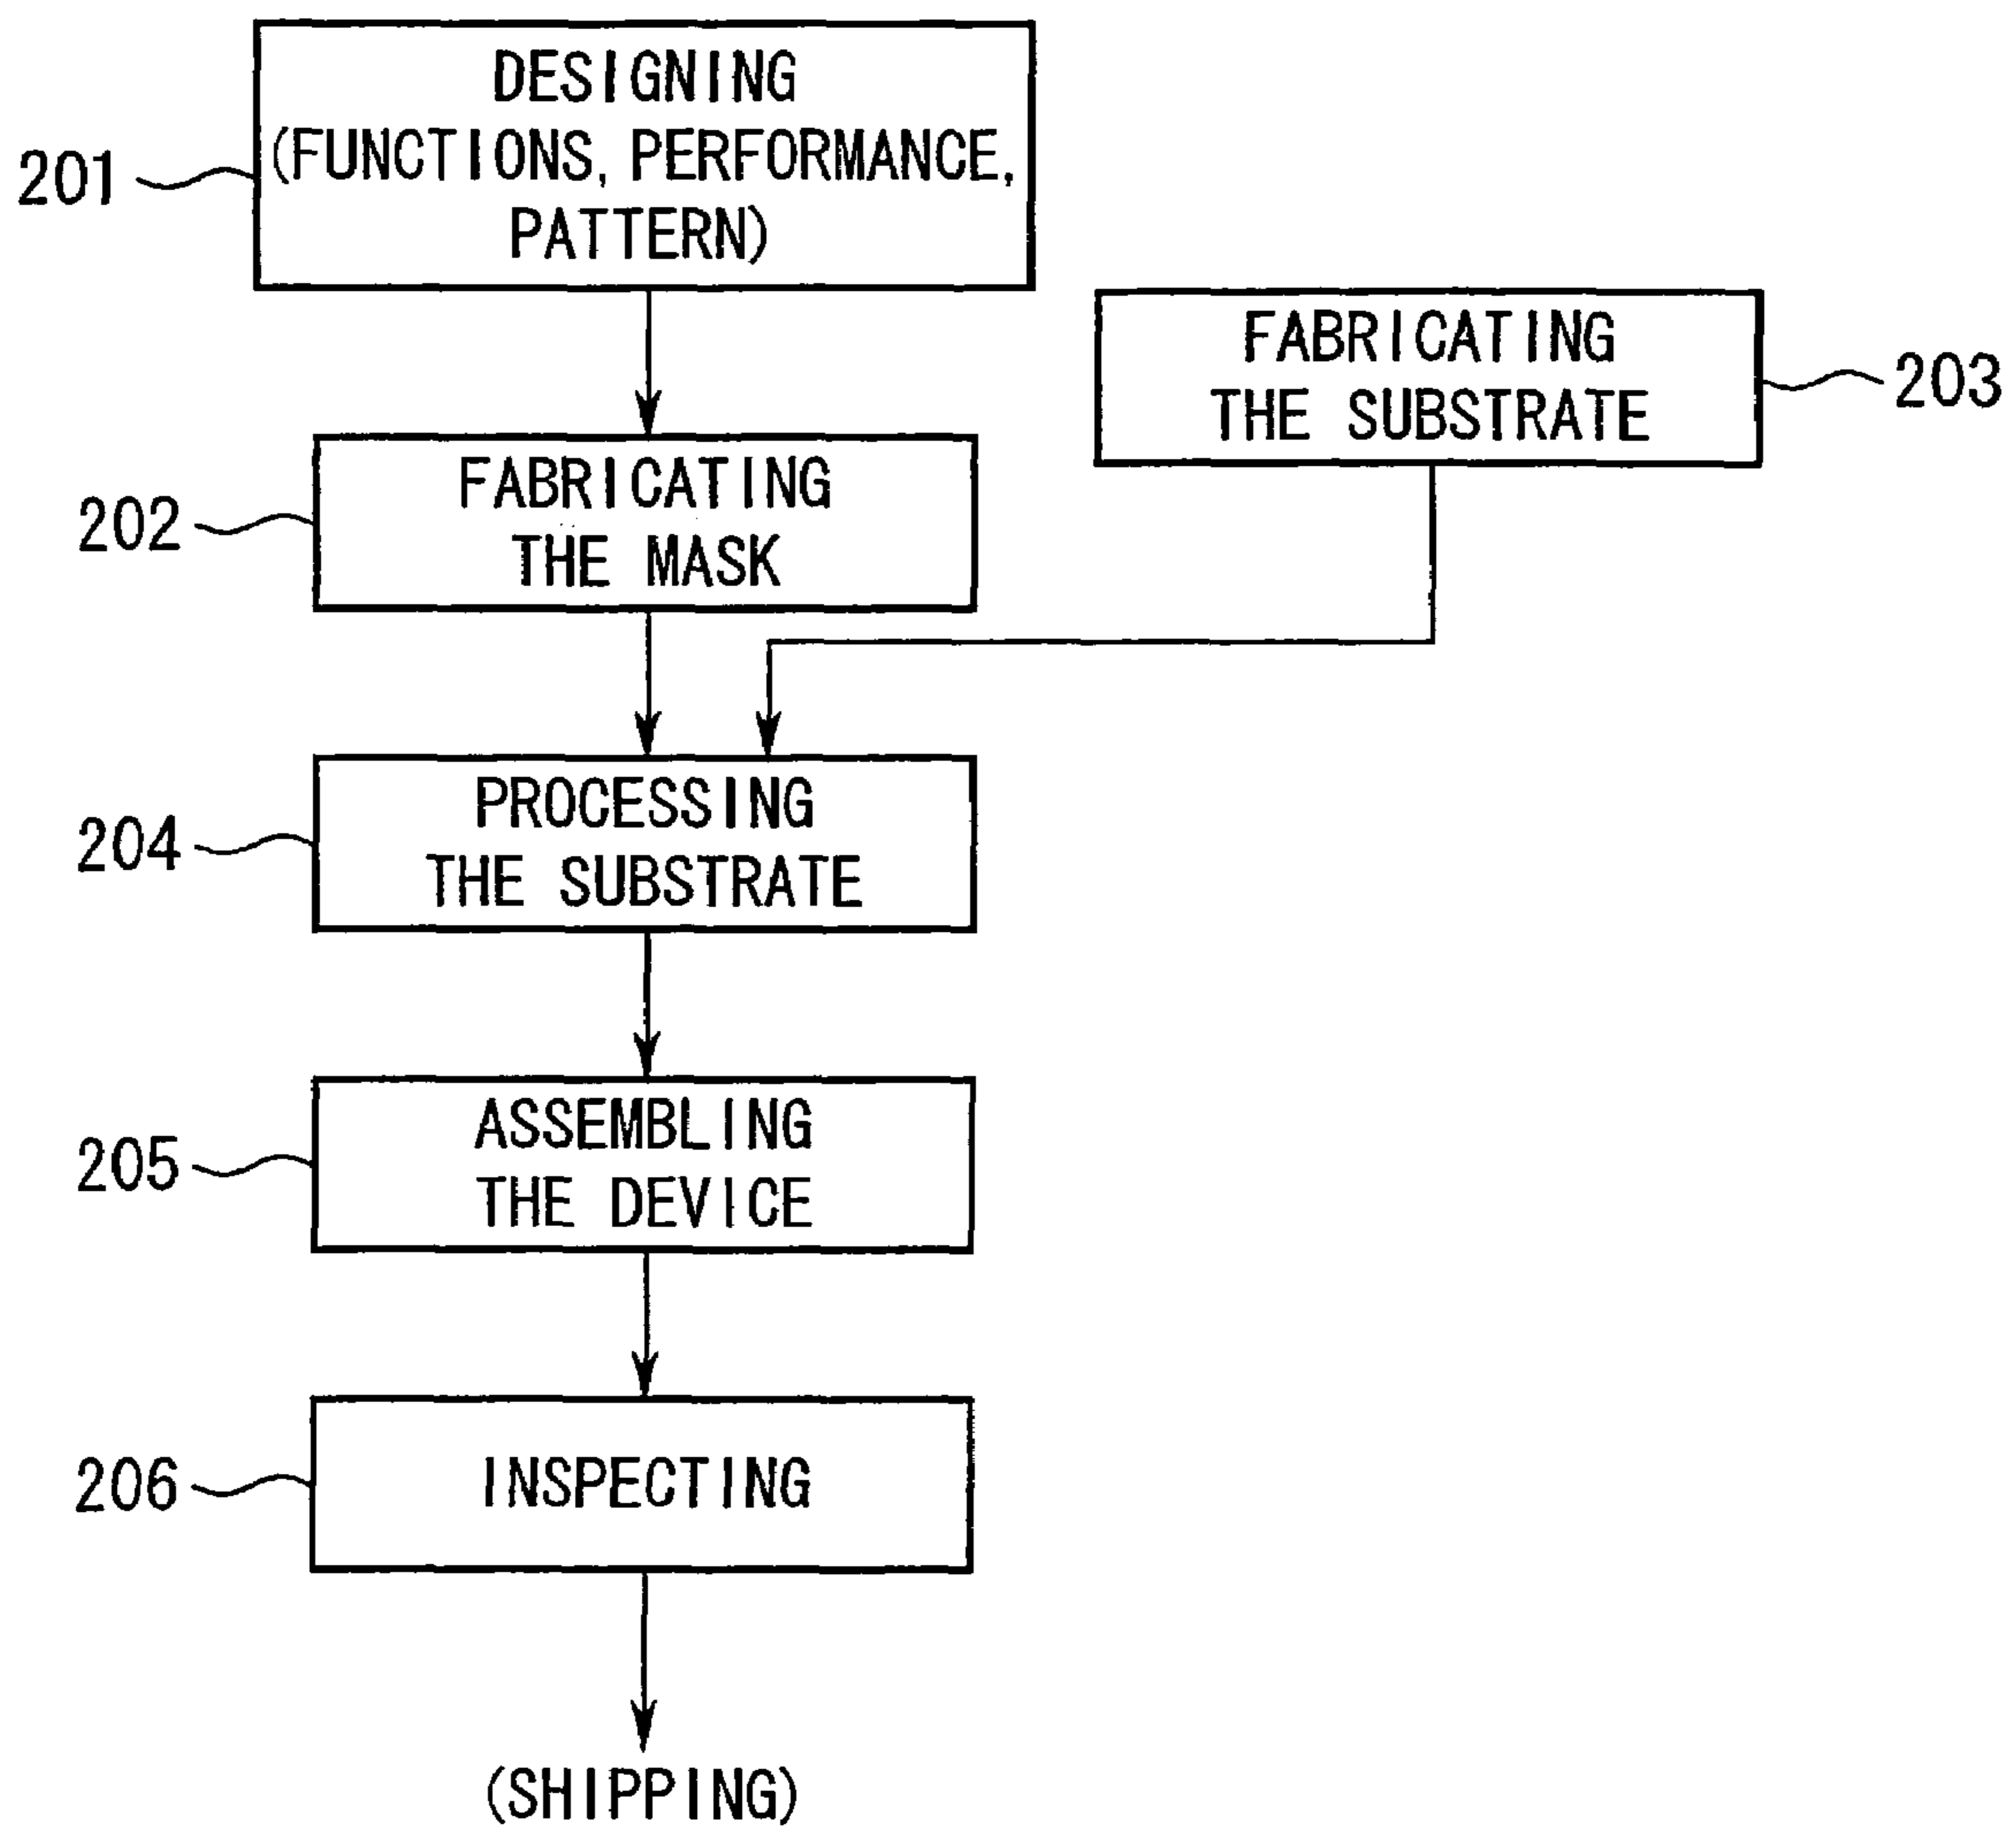 DESIGNING
(FUNCTIONS, PERFORMANCE,
PATTERN)
201
FABRICATING
THE SUBSTRATE
203
FABRICATING
THE MASK
202
PROCESSING
THE SUBSTRATE
204
ASSEMBLING
THE DEVICE
205
INSPECTING
206
(SHIPPING)